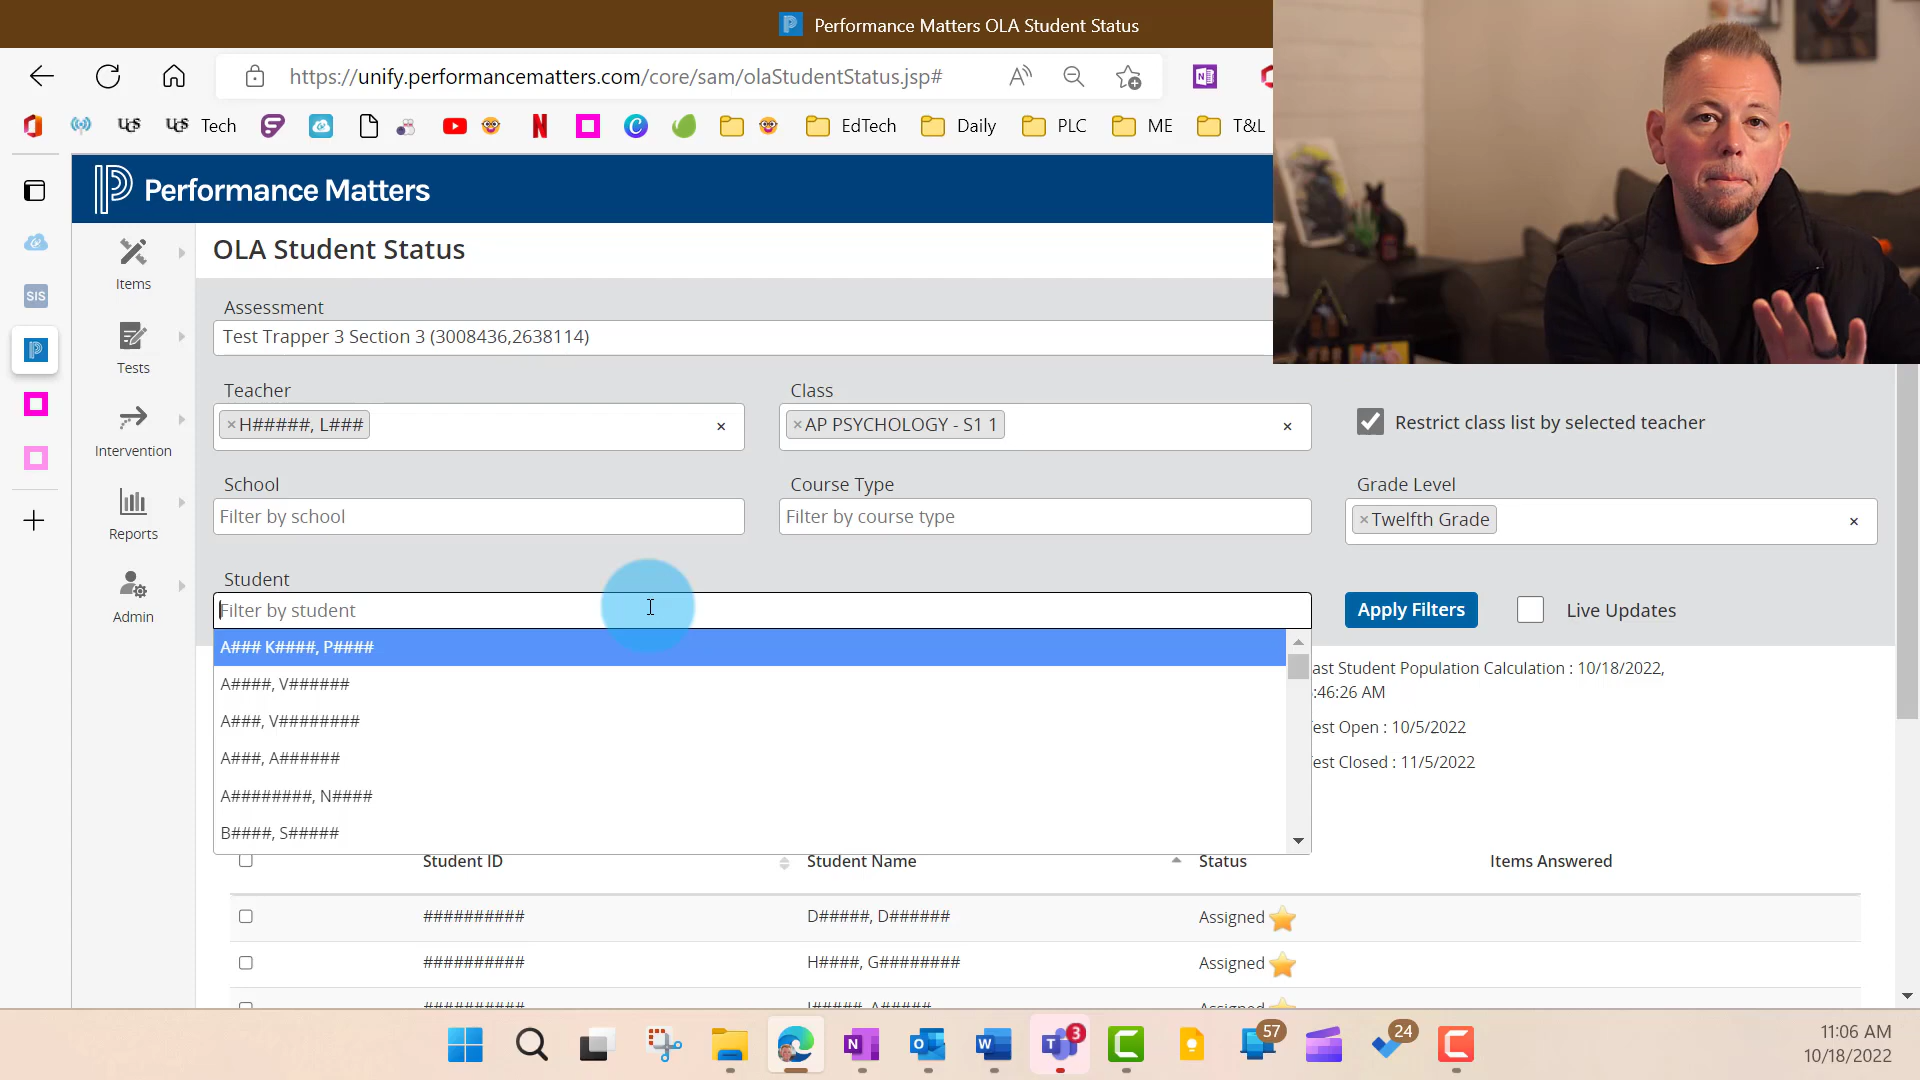 Performance Matters OLA Student Status
https://unify.performancematters.com/core/sam/olaStudentStatus.jsp#
UCS
UCS Tech
EdTech
Daily
PLC
ME
T&L
Performance Matters
SIS
Items
Tests
Intervention
Reports
Admin
OLA Student Status
Assessment
Test Trapper 3 Section 3 (3008436,2638114)
Teacher
Class
×H#####, L###
×
×AP PSYCHOLOGY - S1 1
×
Restrict class list by selected teacher
School
Course Type
Grade Level
Filter by school
Filter by course type
×Twelfth Grade
×
Student
Filter by student
Apply Filters
Live Updates
A### K####, P####
A####, V######
A###, V########
A###, A######
A########, N####
B####, S#####
ast Student Population Calculation : 10/18/2022,
:46:26 AM
est Open : 10/5/2022
est Closed : 11/5/2022
Student ID
Student Name
Status
Items Answered
##########
D#####, D######
Assigned
##########
H####, G########
Assigned
3
57
24
11:06 AM
10/18/2022